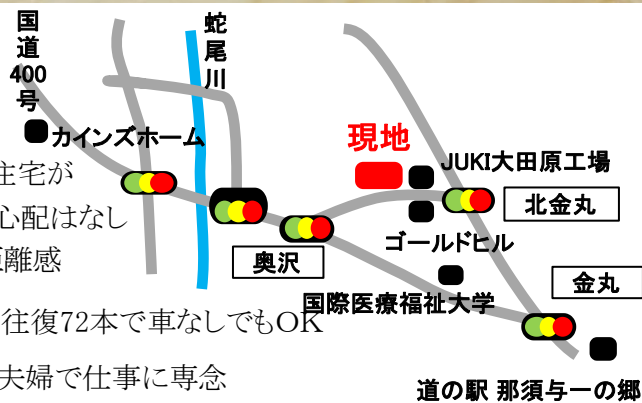 国道400号
蛇尾川
カインズホーム
現地
JUKI大田原工場
北金丸
ゴールドヒル
奥沢
国際医療福祉大学
金丸
道の駅 那須与一の郷
住宅が
心配はなし
距離感
往復72本で車なしでもOK
夫婦で仕事に専念